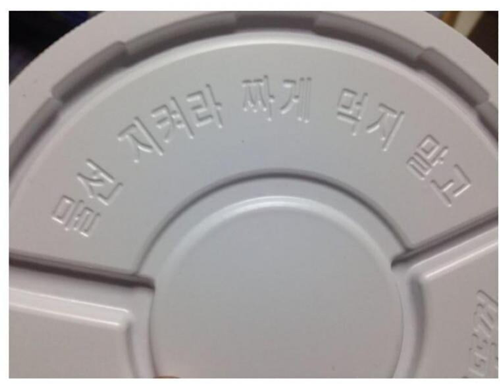 물선 지켜라 짜게 먹지 말고